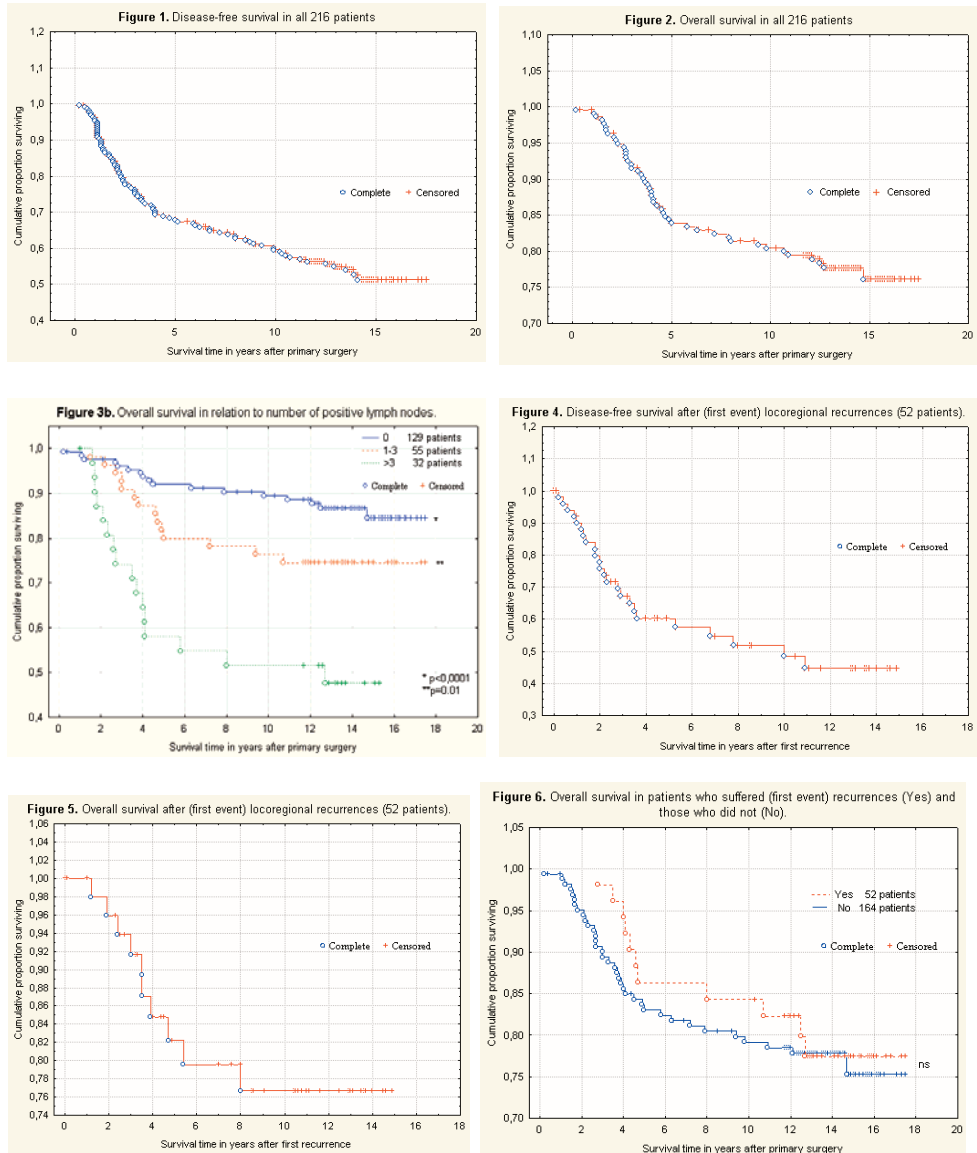 Figure 1. Disease-free survival in all 216 patients
1,2
1,1
1,0
0,9
0,8
0,7
0,6
0,5
0,4
Cumulative proportion surviving
Complete Censored
0 5 10 15 20
Survival time in years after primary surgery
Figure 2. Overall survival in all 216 patients
1,10
1,05
1,00
0,95
0,90
0,85
0,80
0,75
0,70
Cumulative proportion surviving
Complete Censored
0 5 10 15 20
Survival time in years after primary surgery
Figure 3b. Overall survival in relation to number of positive lymph nodes.
0 129 patients
1-3 55 patients
>3 32 patients
Complete Censored
1,0
0,9
0,8
0,7
0,6
0,5
0,4
Cumulative proportion surviving
*
**
* p<0,0001
**p=0.01
0 2 4 6 8 10 12 14 16 18 20
Survival time in years after primary surgery
Figure 4. Disease-free survival after (first event) locoregional recurrences (52 patients).
1,2
1,1
1,0
0,9
0,8
0,7
0,6
0,5
0,4
0,3
Cumulative proportion surviving
Complete Censored
0 2 4 6 8 10 12 14 16 18
Survival time in years after first recurrence
Figure 5. Overall survival after (first event) locoregional recurrences (52 patients).
1,06
1,04
1,02
1,00
0,98
0,96
0,94
0,92
0,90
0,88
0,86
0,84
0,82
0,80
0,78
0,76
0,74
Cumulative proportion surviving
Complete Censored
0 2 4 6 8 10 12 14 16 18
Survival time in years after first recurrence
Figure 6. Overall survival in patients who suffered (first event) recurrences (Yes) and
those who did not (No).
1,05
1,00
0,95
0,90
0,85
0,80
0,75
0,70
Cumulative proportion surviving
Yes 52 patients
No 164 patients
Complete Censored
ns
0 2 4 6 8 10 12 14 16 18 20
Survival time in years after primary surgery